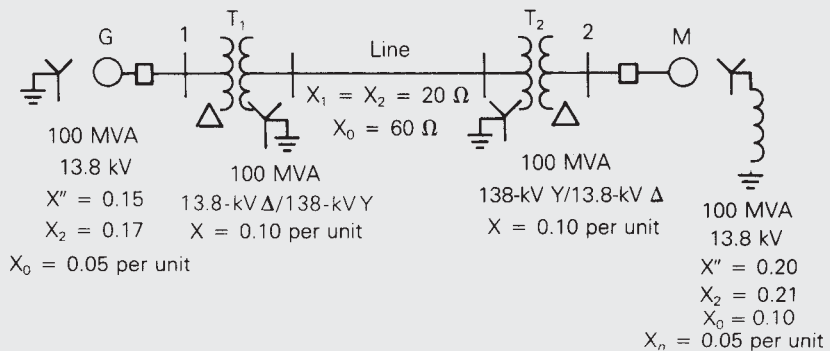 G
1
T₁
Line
T₂
2
M
X₁ = X₂ = 20 Ω
X₀ = 60 Ω
100 MVA
13.8 kV
X″ = 0.15
X₂ = 0.17
X₀ = 0.05 per unit
100 MVA
13.8-kV Δ/138-kV Y
X = 0.10 per unit
100 MVA
138-kV Y/13.8-kV Δ
X = 0.10 per unit
100 MVA
13.8 kV
X″ = 0.20
X₂ = 0.21
X₀ = 0.10
Xₙ = 0.05 per unit